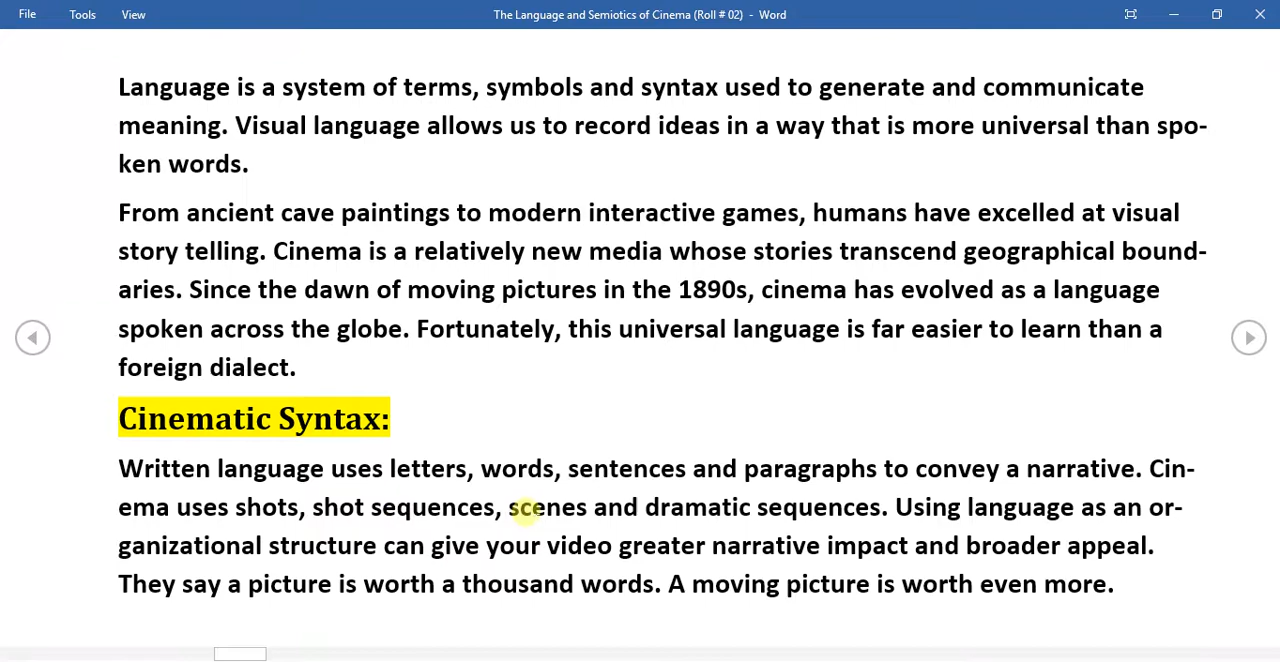 File Tools View The Language and Semiotics of Cinema (Roll # 02) - Word
Language is a system of terms, symbols and syntax used to generate and communicate
meaning. Visual language allows us to record ideas in a way that is more universal than spo-
ken words.
From ancient cave paintings to modern interactive games, humans have excelled at visual
story telling. Cinema is a relatively new media whose stories transcend geographical bound-
aries. Since the dawn of moving pictures in the 1890s, cinema has evolved as a language
spoken across the globe. Fortunately, this universal language is far easier to learn than a
foreign dialect.
Cinematic Syntax:
Written language uses letters, words, sentences and paragraphs to convey a narrative. Cin-
ema uses shots, shot sequences, scenes and dramatic sequences. Using language as an or-
ganizational structure can give your video greater narrative impact and broader appeal.
They say a picture is worth a thousand words. A moving picture is worth even more.